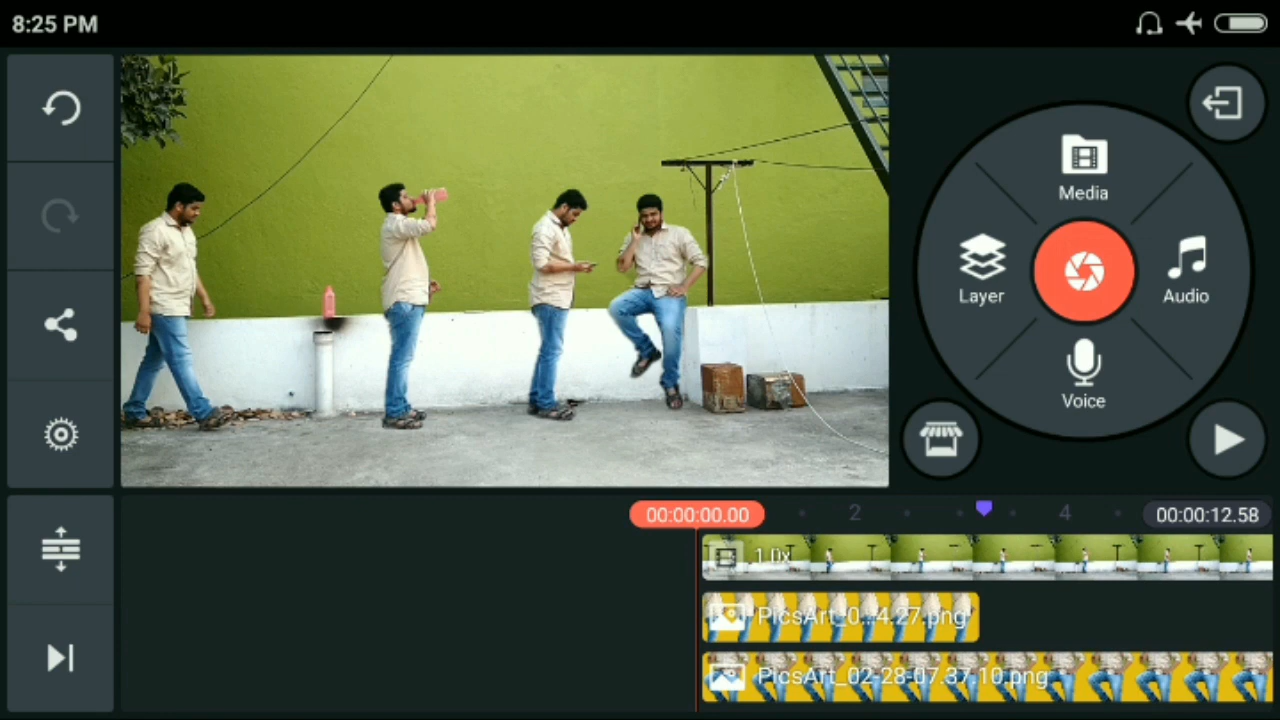 8:25 PM
Media
Layer
Audio
Voice
00:00:00.00
2
4
00:00:12.58
1.0x
PicsArt_0...4.27.png
PicsArt_02-28-07.37.10.png